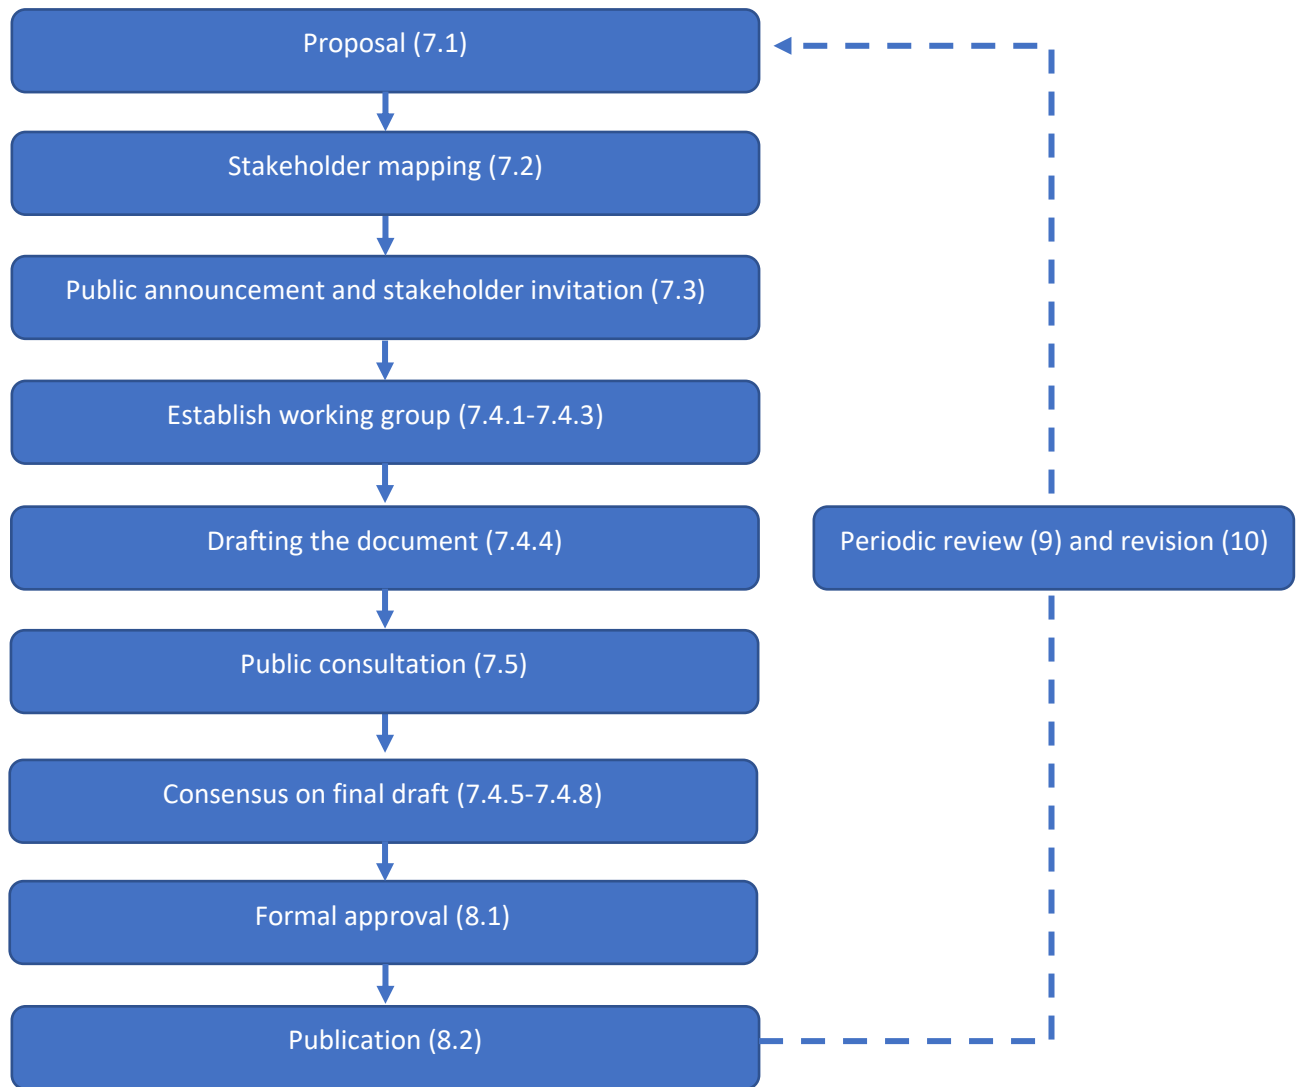 Proposal (7.1)
Stakeholder mapping (7.2)
Public announcement and stakeholder invitation (7.3)
Establish working group (7.4.1-7.4.3)
Drafting the document (7.4.4)
Periodic review (9) and revision (10)
Public consultation (7.5)
Consensus on final draft (7.4.5-7.4.8)
Formal approval (8.1)
Publication (8.2)